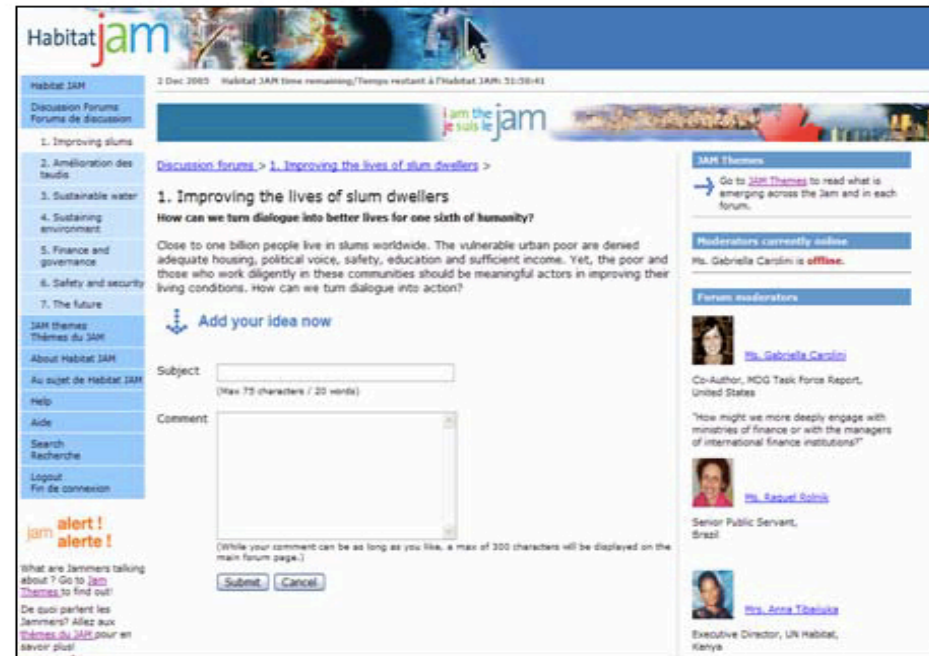 Habitat jam
2 Dec 2005 Habitat JAM time remaining/Temps restant à l'Habitat JAM: 51:58:41
i am the
je suis le jam
Habitat JAM
Discussion Forums
Forums de discussion
1. Improving slums
2. Amélioration des
taudis
3. Sustainable water
4. Sustaining
environment
5. Finance and
governance
6. Safety and security
7. The future
JAM themes
Thèmes du JAM
About Habitat JAM
Au sujet de Habitat JAM
Help
Aide
Search
Recherche
Logout
Fin de connexion
jam alert !
alerte !
What are Jammers talking
about ? Go to Jam
Themes to find out!
De quoi parlent les
Jammers? Allez aux
thèmes du JAM pour en
savoir plus!
Discussion forums > 1. Improving the lives of slum dwellers >
1. Improving the lives of slum dwellers
How can we turn dialogue into better lives for one sixth of humanity?
Close to one billion people live in slums worldwide. The vulnerable urban poor are denied
adequate housing, political voice, safety, education and sufficient income. Yet, the poor and
those who work diligently in these communities should be meaningful actors in improving their
living conditions. How can we turn dialogue into action?
Add your idea now
Subject
(Max 75 characters / 20 words)
Comment
(While your comment can be as long as you like, a max of 300 characters will be displayed on the
main forum page.)
Submit Cancel
JAM Themes
Go to JAM Themes to read what is
emerging across the Jam and in each
forum.
Moderators currently online
Ms. Gabriella Carolini is offline.
Forum moderators
Ms. Gabriella Carolini
Co-Author, MDG Task Force Report,
United States
"How might we more deeply engage with
ministries of finance or with the managers
of international finance institutions?"
Ms. Raquel Rolnik
Senior Public Servant,
Brazil
Mrs. Anna Tibaijuka
Executive Director, UN Habitat,
Kenya